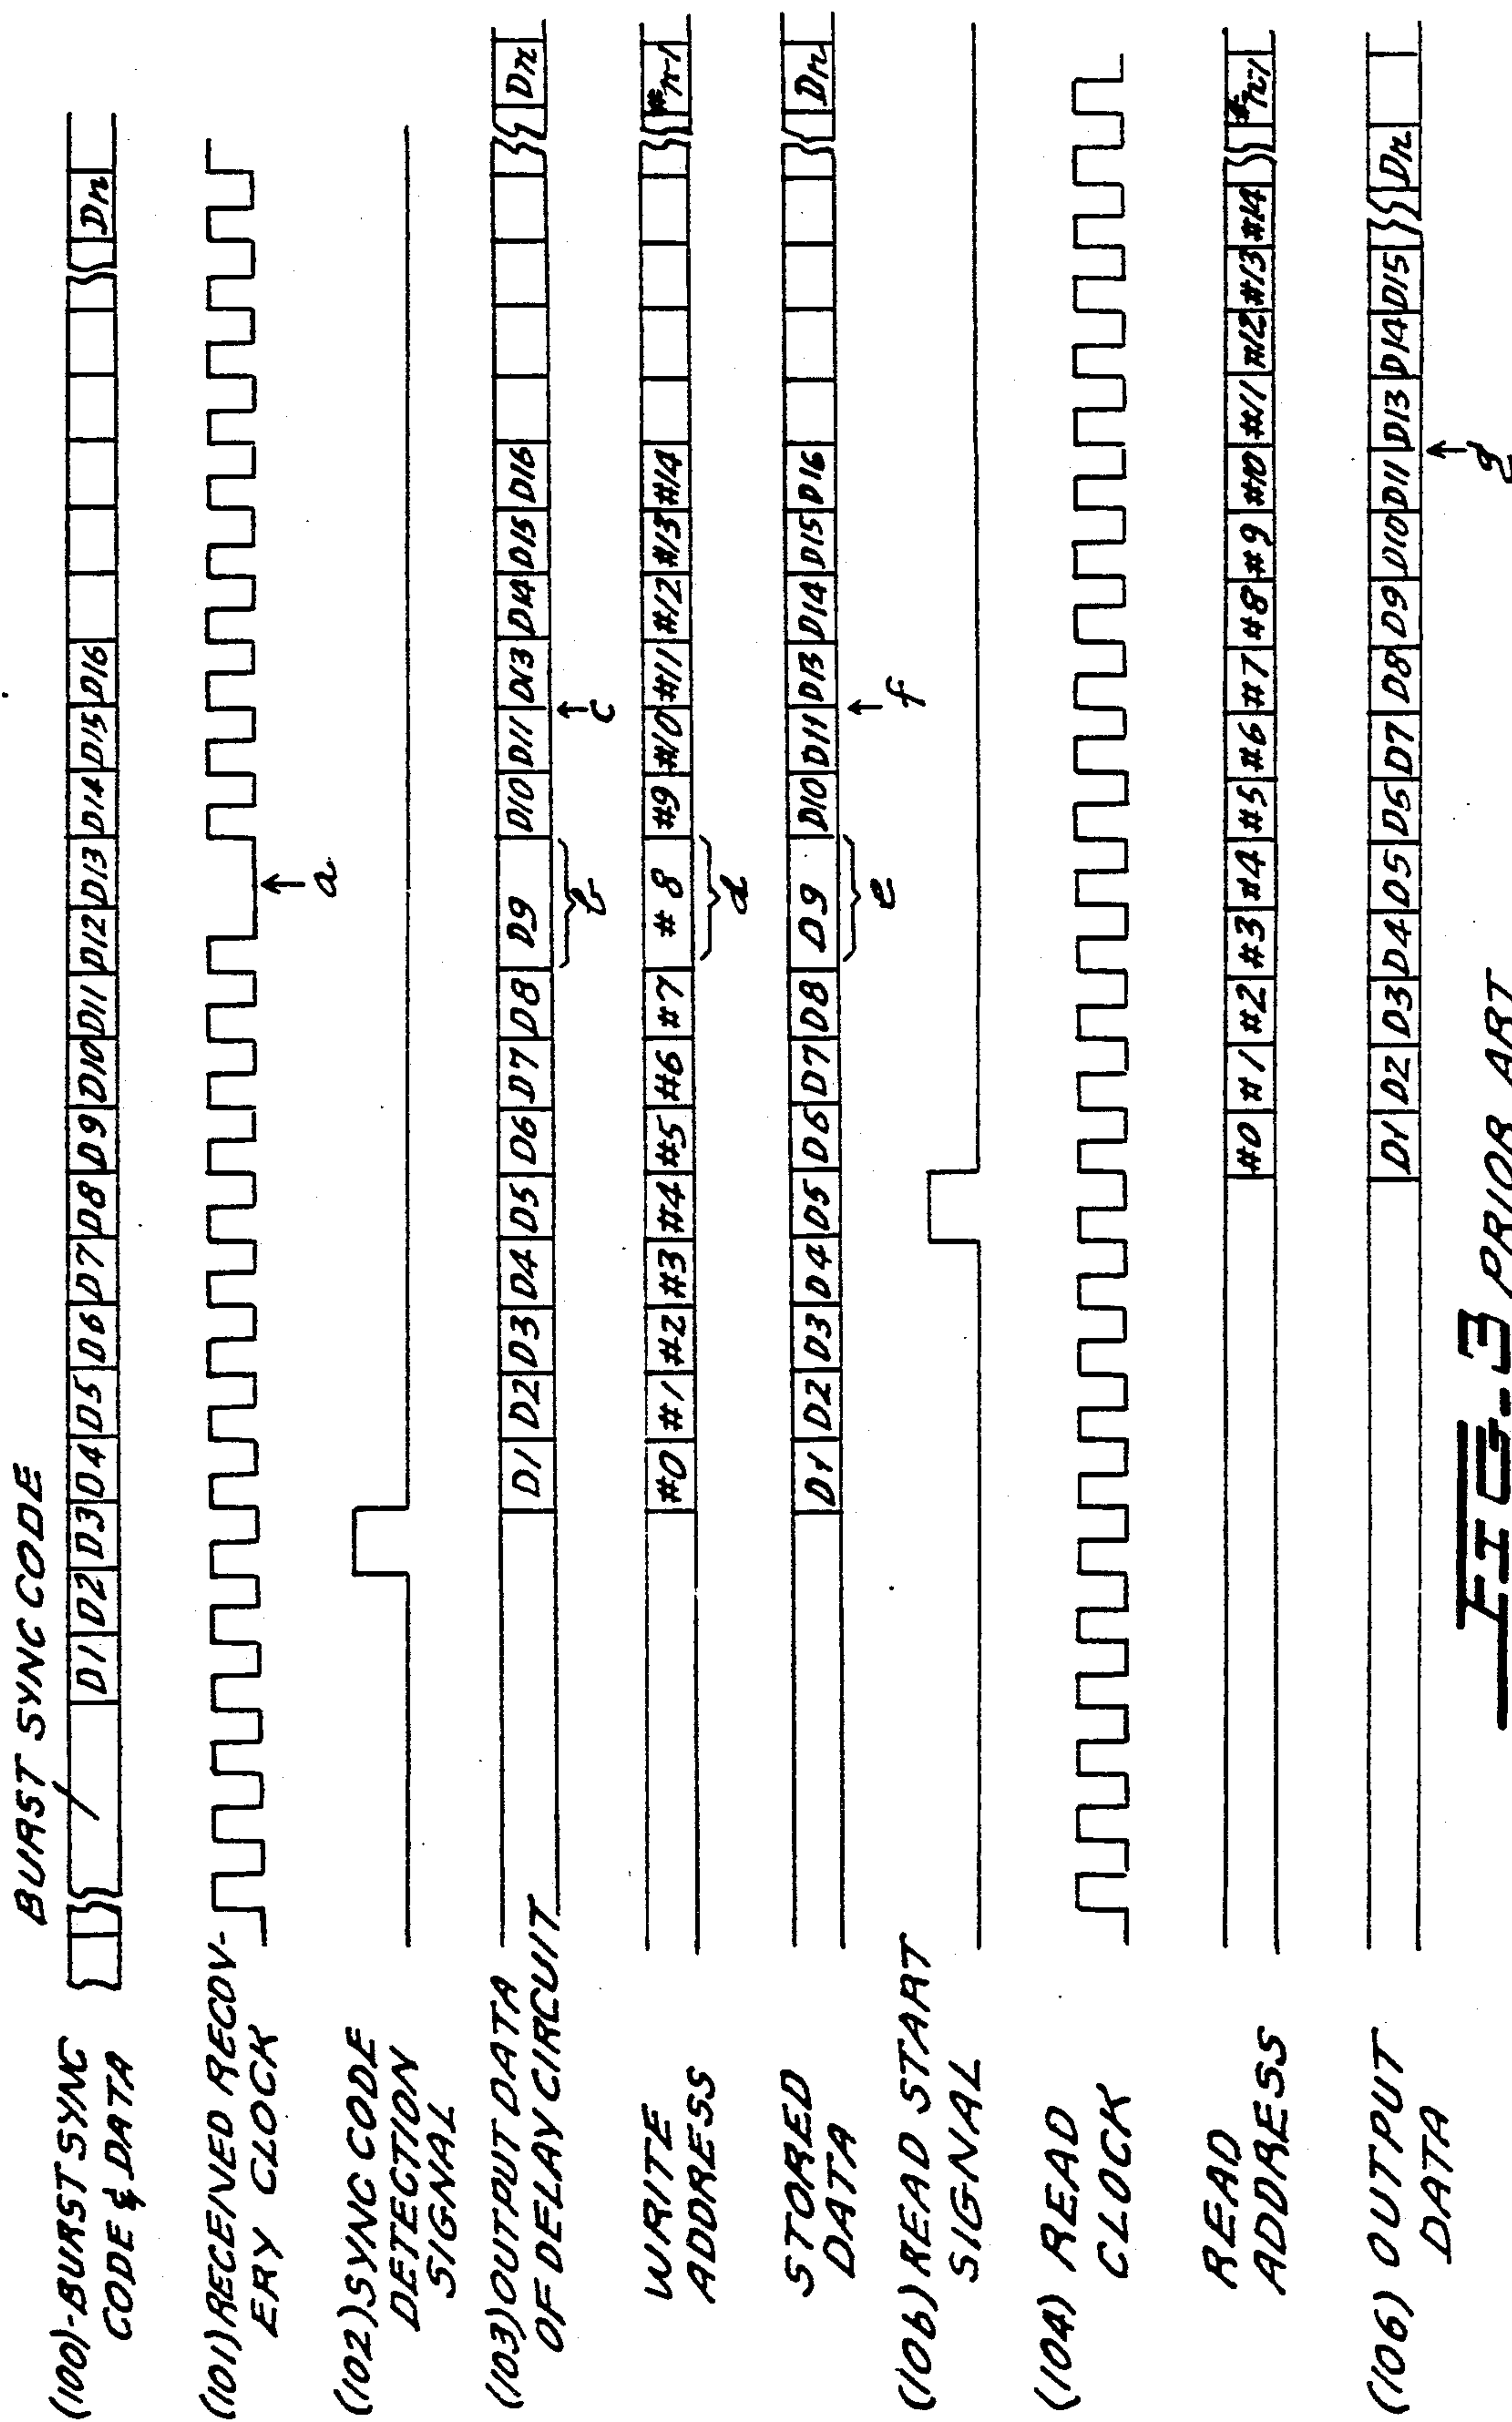 BURST SYNC CODE
(100)-BURST SYNC CODE & DATA
D1 D2 D3 D4 D5 D6 D7 D8 D9 D10 D11 D12 D13 D14 D15 D16 Dn
(101) RECEIVED RECOV-
ERY CLOCK
a
(102) SYNC CODE
DETECTION
SIGNAL
(103) OUTPUT DATA
OF DELAY CIRCUIT
D1 D2 D3 D4 D5 D6 D7 D8 D9 D10 D11 D13 D14 D15 D16 Dn
b c
WRITE
ADDRESS
#0 #1 #2 #3 #4 #5 #6 #7 #8 #9 #10 #11 #12 #13 #14 #n-1
d
STORED
DATA
D1 D2 D3 D4 D5 D6 D7 D8 D9 D10 D11 D13 D14 D15 D16 Dn
e f
(10b) READ START
SIGNAL
(104) READ
CLOCK
READ
ADDRESS
#0 #1 #2 #3 #4 #5 #6 #7 #8 #9 #10 #11 #12 #13 #14 #n-1
(106) OUTPUT
DATA
D1 D2 D3 D4 D5 D5 D7 D8 D9 D10 D11 D13 D14 D15 Dn
g
FIG-3 PRIOR ART